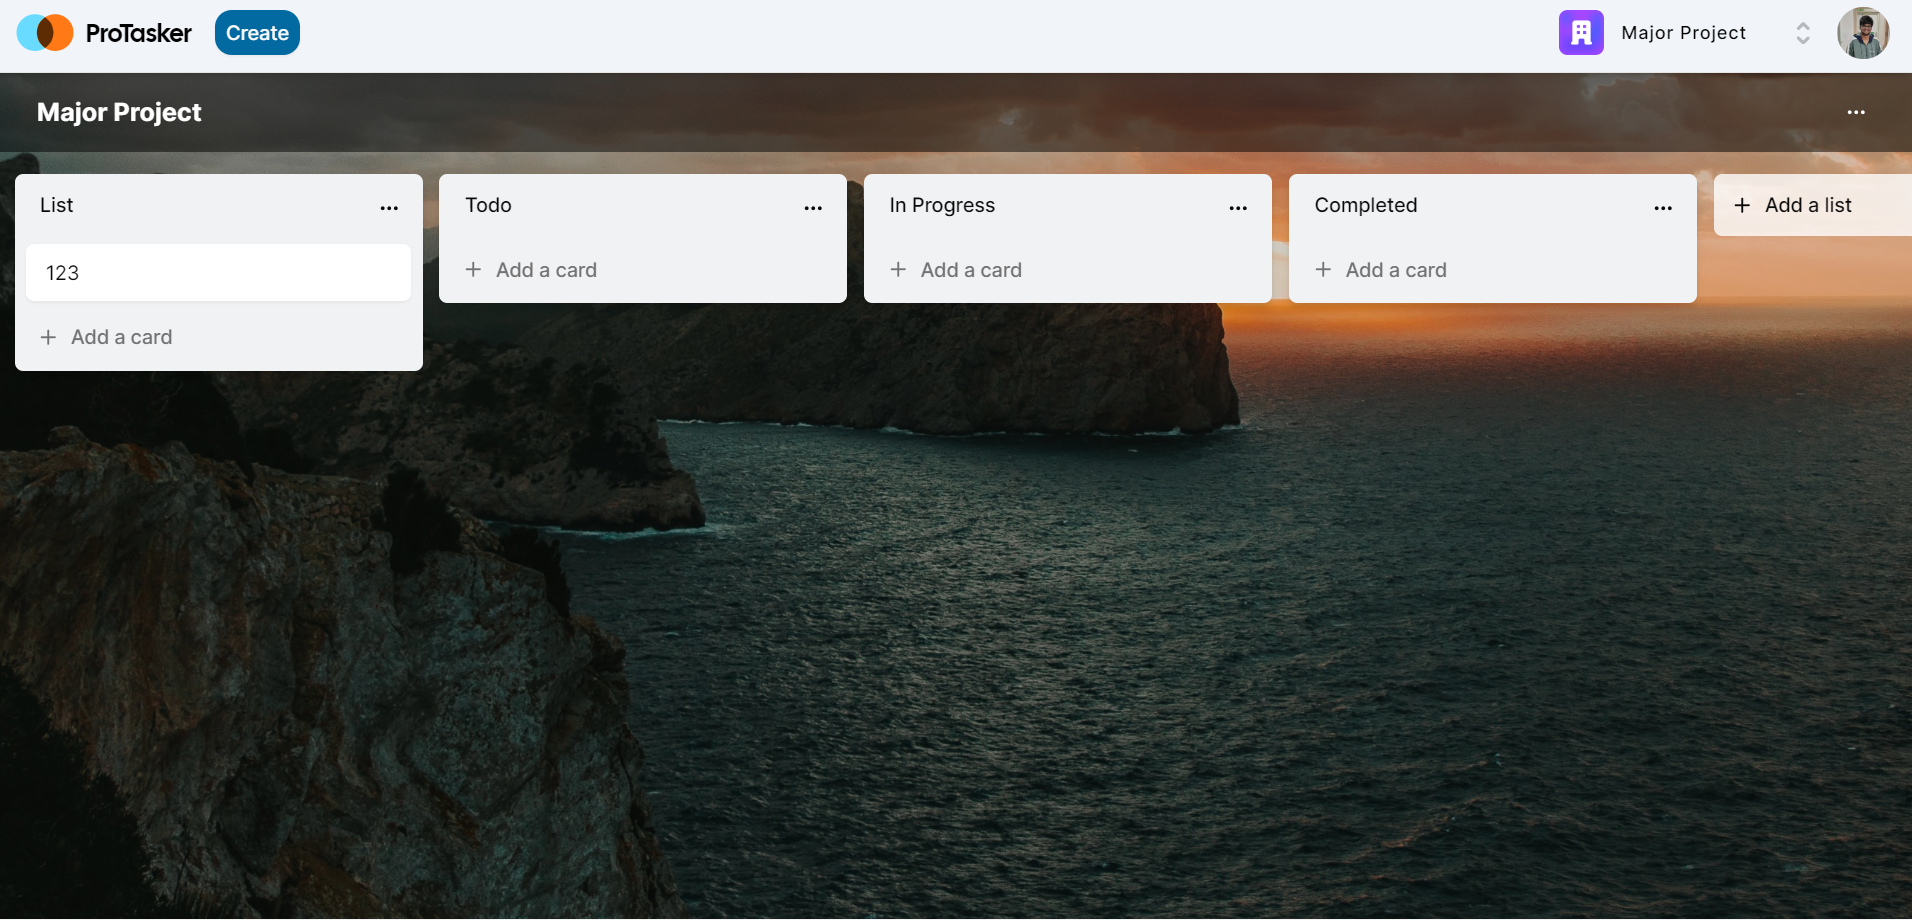 ProTasker
Create
Major Project
Major Project
List
123
Add a card
Todo
Add a card
In Progress
Add a card
Completed
Add a card
Add a list